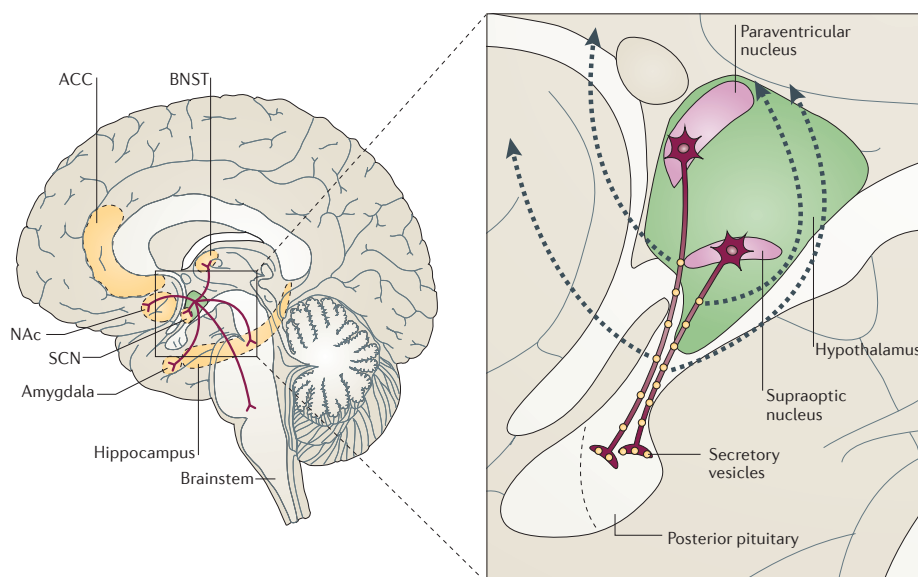 ACC
BNST
NAc
SCN
Amygdala
Hippocampus
Brainstem
Paraventricular
nucleus
Hypothalamus
Supraoptic
nucleus
Secretory
vesicles
Posterior pituitary